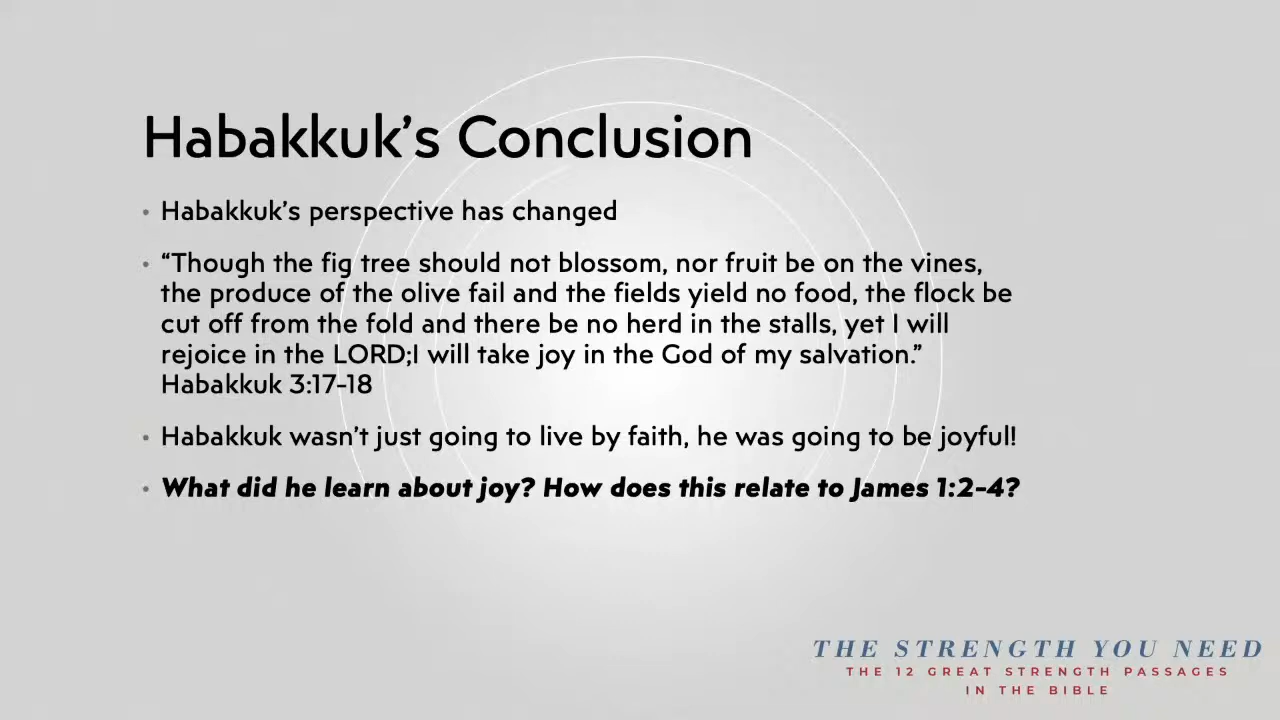 Habakkuk’s Conclusion
• Habakkuk’s perspective has changed
• “Though the fig tree should not blossom, nor fruit be on the vines,
the produce of the olive fail and the fields yield no food, the flock be
cut off from the fold and there be no herd in the stalls, yet I will
rejoice in the LORD;I will take joy in the God of my salvation.”
Habakkuk 3:17-18
• Habakkuk wasn’t just going to live by faith, he was going to be joyful!
• What did he learn about joy? How does this relate to James 1:2-4?
THE STRENGTH YOU NEED
THE 12 GREAT STRENGTH PASSAGES
IN THE BIBLE